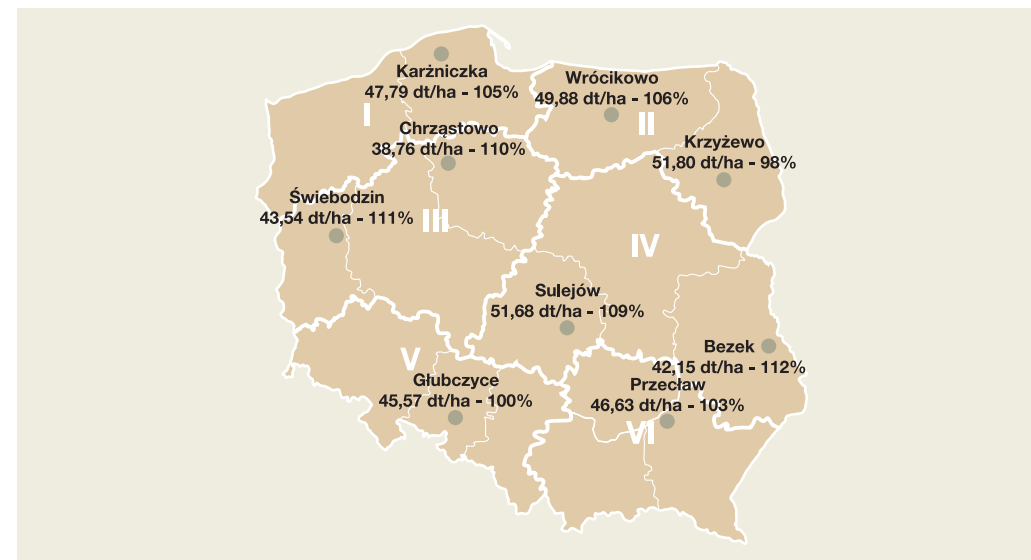 Karżniczka
47,79 dt/ha - 105%
Wrócikowo
49,88 dt/ha - 106%
I
II
Chrząstowo
38,76 dt/ha - 110%
Krzyżewo
51,80 dt/ha - 98%
Świebodzin
43,54 dt/ha - 111%
III
IV
Sulejów
51,68 dt/ha - 109%
V
Bezek
42,15 dt/ha - 112%
Głubczyce
45,57 dt/ha - 100%
Przecław
46,63 dt/ha - 103%
VI